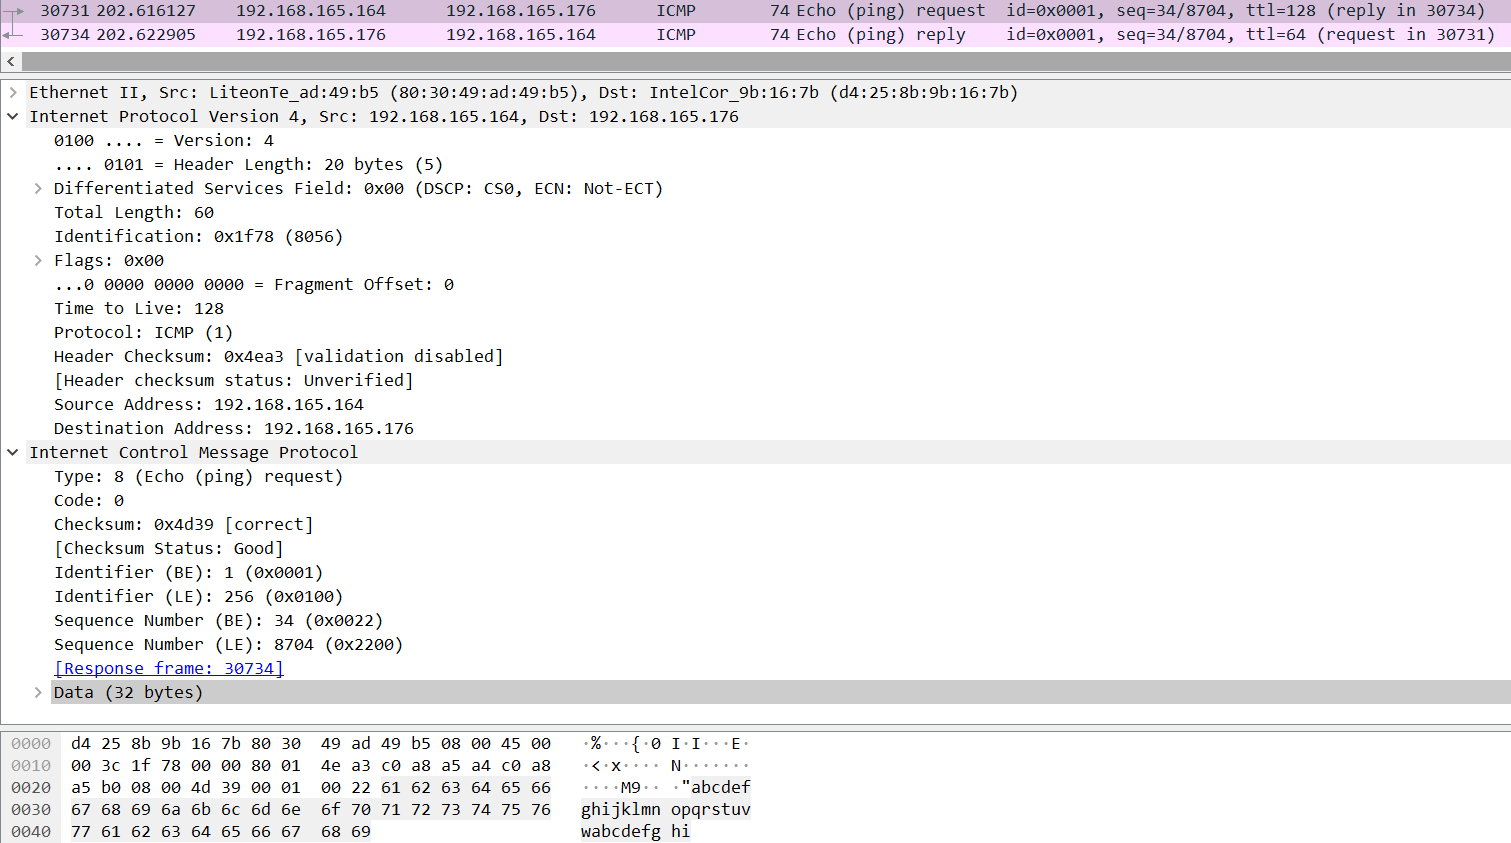 30731 202.616127 192.168.165.164 192.168.165.176 ICMP 74 Echo (ping) request id=0x0001, seq=34/8704, ttl=128 (reply in 30734)
30734 202.622905 192.168.165.176 192.168.165.164 ICMP 74 Echo (ping) reply id=0x0001, seq=34/8704, ttl=64 (request in 30731)
Ethernet II, Src: LiteonTe_ad:49:b5 (80:30:49:ad:49:b5), Dst: IntelCor_9b:16:7b (d4:25:8b:9b:16:7b)
Internet Protocol Version 4, Src: 192.168.165.164, Dst: 192.168.165.176
0100 .... = Version: 4
.... 0101 = Header Length: 20 bytes (5)
Differentiated Services Field: 0x00 (DSCP: CS0, ECN: Not-ECT)
Total Length: 60
Identification: 0x1f78 (8056)
Flags: 0x00
...0 0000 0000 0000 = Fragment Offset: 0
Time to Live: 128
Protocol: ICMP (1)
Header Checksum: 0x4ea3 [validation disabled]
[Header checksum status: Unverified]
Source Address: 192.168.165.164
Destination Address: 192.168.165.176
Internet Control Message Protocol
Type: 8 (Echo (ping) request)
Code: 0
Checksum: 0x4d39 [correct]
[Checksum Status: Good]
Identifier (BE): 1 (0x0001)
Identifier (LE): 256 (0x0100)
Sequence Number (BE): 34 (0x0022)
Sequence Number (LE): 8704 (0x2200)
[Response frame: 30734]
Data (32 bytes)
0000 d4 25 8b 9b 16 7b 80 30 49 ad 49 b5 08 00 45 00 ·%···{·0 I·I···E·
0010 00 3c 1f 78 00 00 80 01 4e a3 c0 a8 a5 a4 c0 a8 ·<·x···· N·······
0020 a5 b0 08 00 4d 39 00 01 00 22 61 62 63 64 65 66 ····M9·· ·"abcdef
0030 67 68 69 6a 6b 6c 6d 6e 6f 70 71 72 73 74 75 76 ghijklmn opqrstuv
0040 77 61 62 63 64 65 66 67 68 69 wabcdefg hi